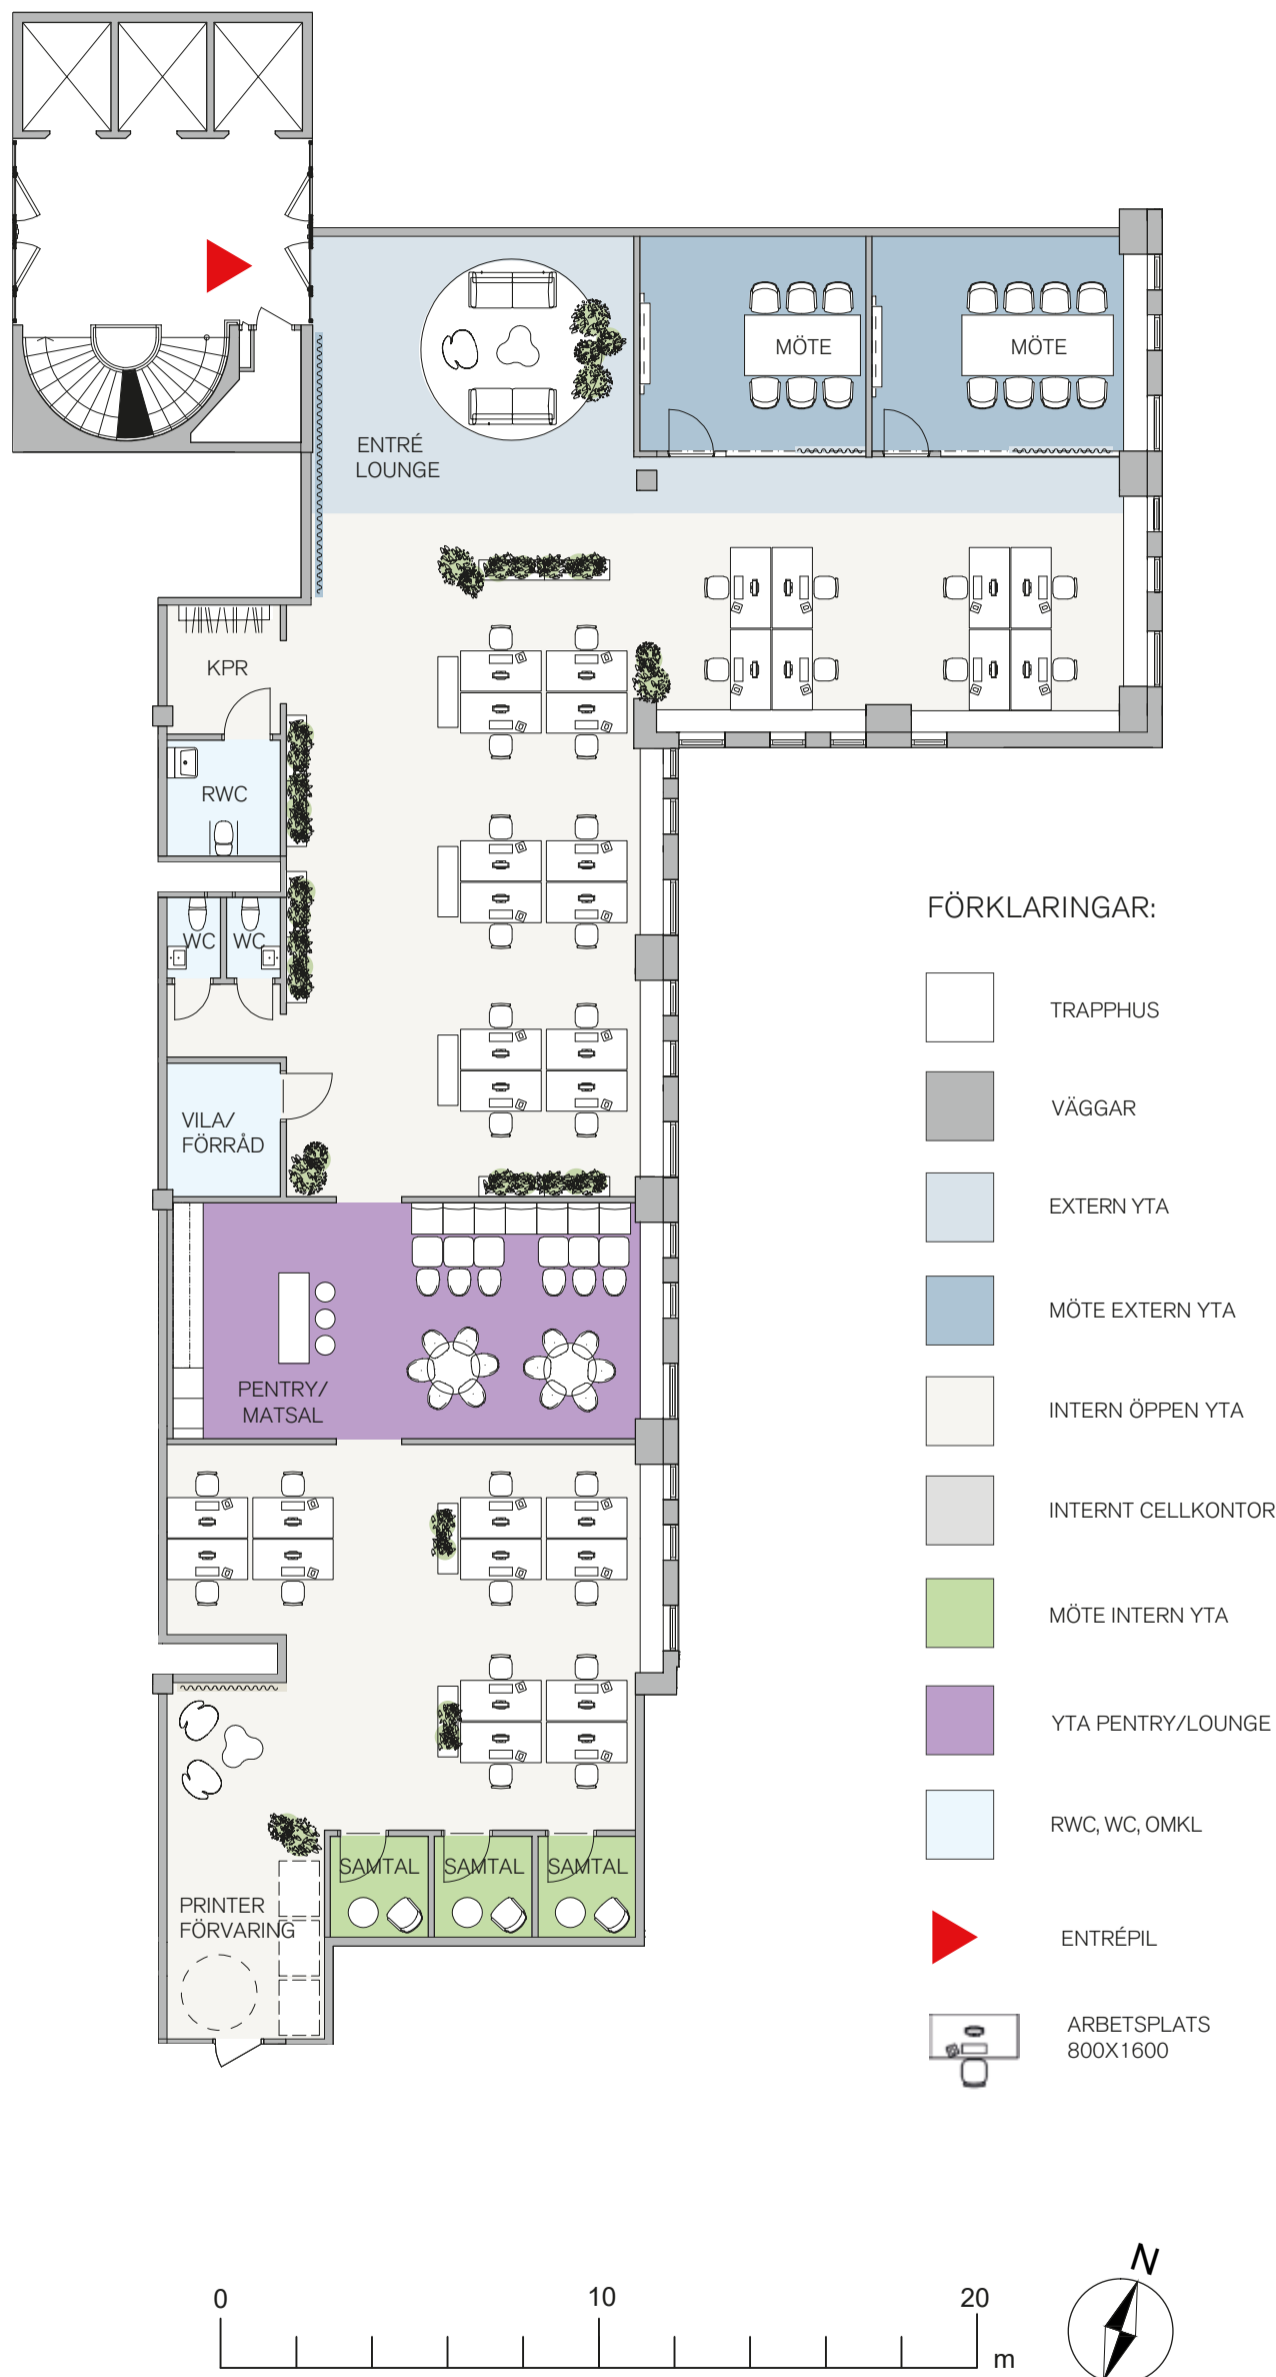 MÖTE
MÖTE
ENTRÉ
LOUNGE
KPR
RWC
WC
WC
VILA/
FÖRRÅD
PENTRY/
MATSAL
SAMTAL
SAMTAL
SAMTAL
PRINTER
FÖRVARING
FÖRKLARINGAR:
TRAPPHUS
VÄGGAR
EXTERN YTA
MÖTE EXTERN YTA
INTERN ÖPPEN YTA
INTERNT CELLKONTOR
MÖTE INTERN YTA
YTA PENTRY/LOUNGE
RWC, WC, OMKL
ENTRÉPIL
ARBETSPLATS
800X1600
0
10
20
m
N